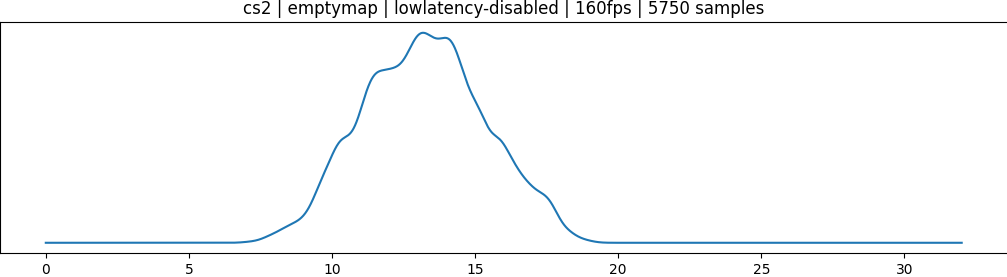 cs2 | emptymap | lowlatency-disabled | 160fps | 5750 samples
0 5 10 15 20 25 30